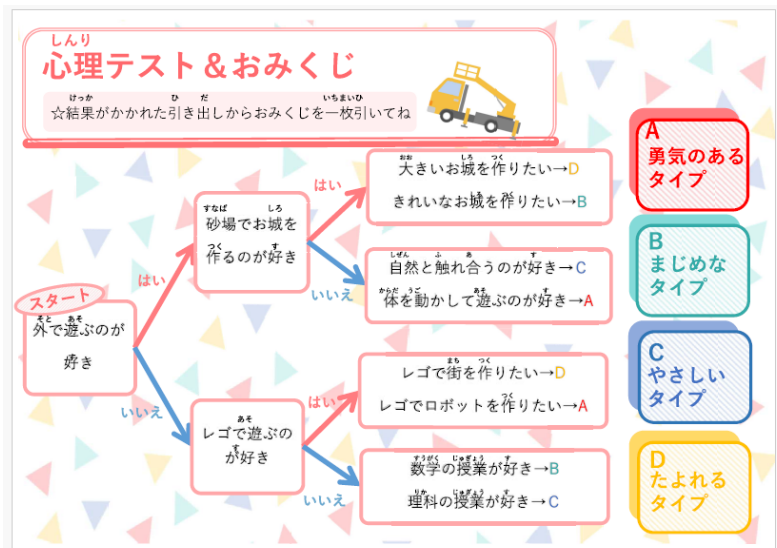 しんり
心理テスト＆おみくじ
けっか ひ だ いちまいひ
☆結果がかかれた引き出しからおみくじを一枚引いてね
スタート
そと あそ
外で遊ぶのが
す
好き
はい
いいえ
すなば しろ
砂場でお城を
つく す
作るのが好き
はい
いいえ
あそ
レゴで遊ぶの
す
が好き
はい
いいえ
おお しろ つく
大きいお城を作りたい→D
しろ つく
きれいなお城を作りたい→B
しぜん ふ あ す
自然と触れ合うのが好き→C
からだ うご あそ す
体を動かして遊ぶのが好き→A
まち つく
レゴで街を作りたい→D
つく
レゴでロボットを作りたい→A
すうがく じゅぎょう す
数学の授業が好き→B
りか じゅぎょう す
理科の授業が好き→C
A
勇気のある
タイプ
B
まじめな
タイプ
C
やさしい
タイプ
D
たよれる
タイプ